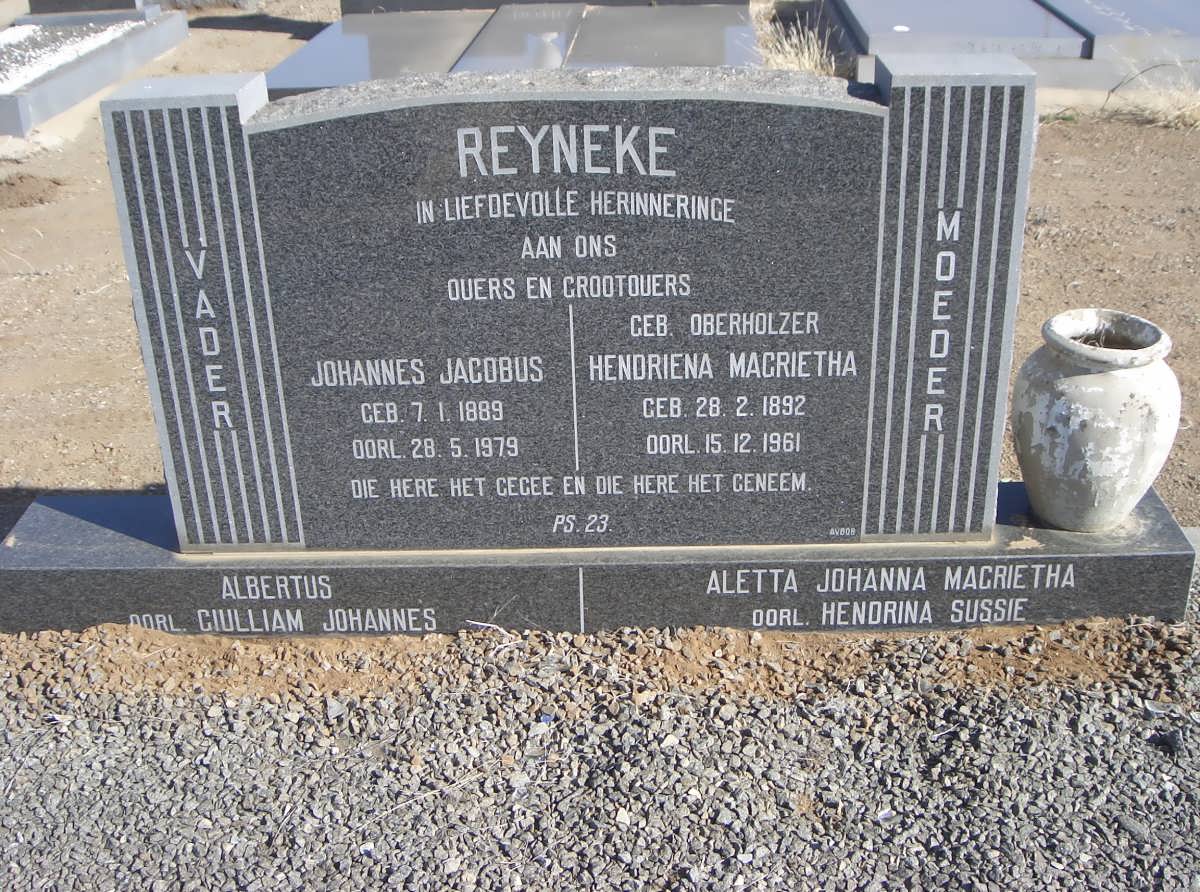 REYNEKE
IN LIEFDEVOLLE HERINNERINGE
AAN ONS
OUERS EN GROOTOUERS
VADER
JOHANNES JACOBUS
GEB. 7. 1. 1889
OORL. 28. 5. 1979
GEB. OBERHOLZER
HENDRIENA MAGRIETHA
GEB. 28. 2. 1892
OORL. 15. 12. 1961
MOEDER
DIE HERE HET GEGEE EN DIE HERE HET GENEEM.
PS. 23.
AVBOB
ALBERTUS
OORL. GIULLIAM JOHANNES
ALETTA JOHANNA MAGRIETHA
OORL. HENDRINA SUSSIE